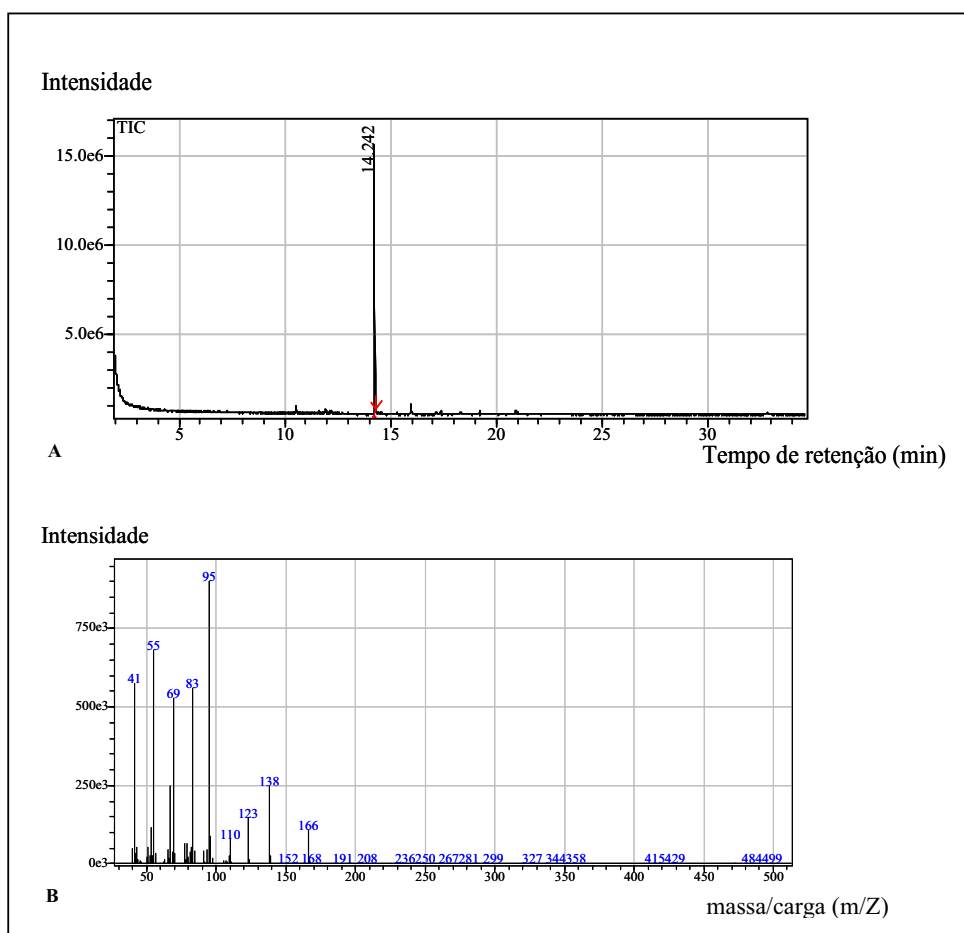 Intensidade
TIC
14.242
15.0e6
10.0e6
5.0e6
5 10 15 20 25 30
A
Tempo de retenção (min)
Intensidade
95
750e3
55
41
83
69
500e3
250e3
138
123
166
110
0e3
152 168 191 208 236250 267281 299 327 344358 415429 484499
50 100 150 200 250 300 350 400 450 500
B
massa/carga (m/Z)